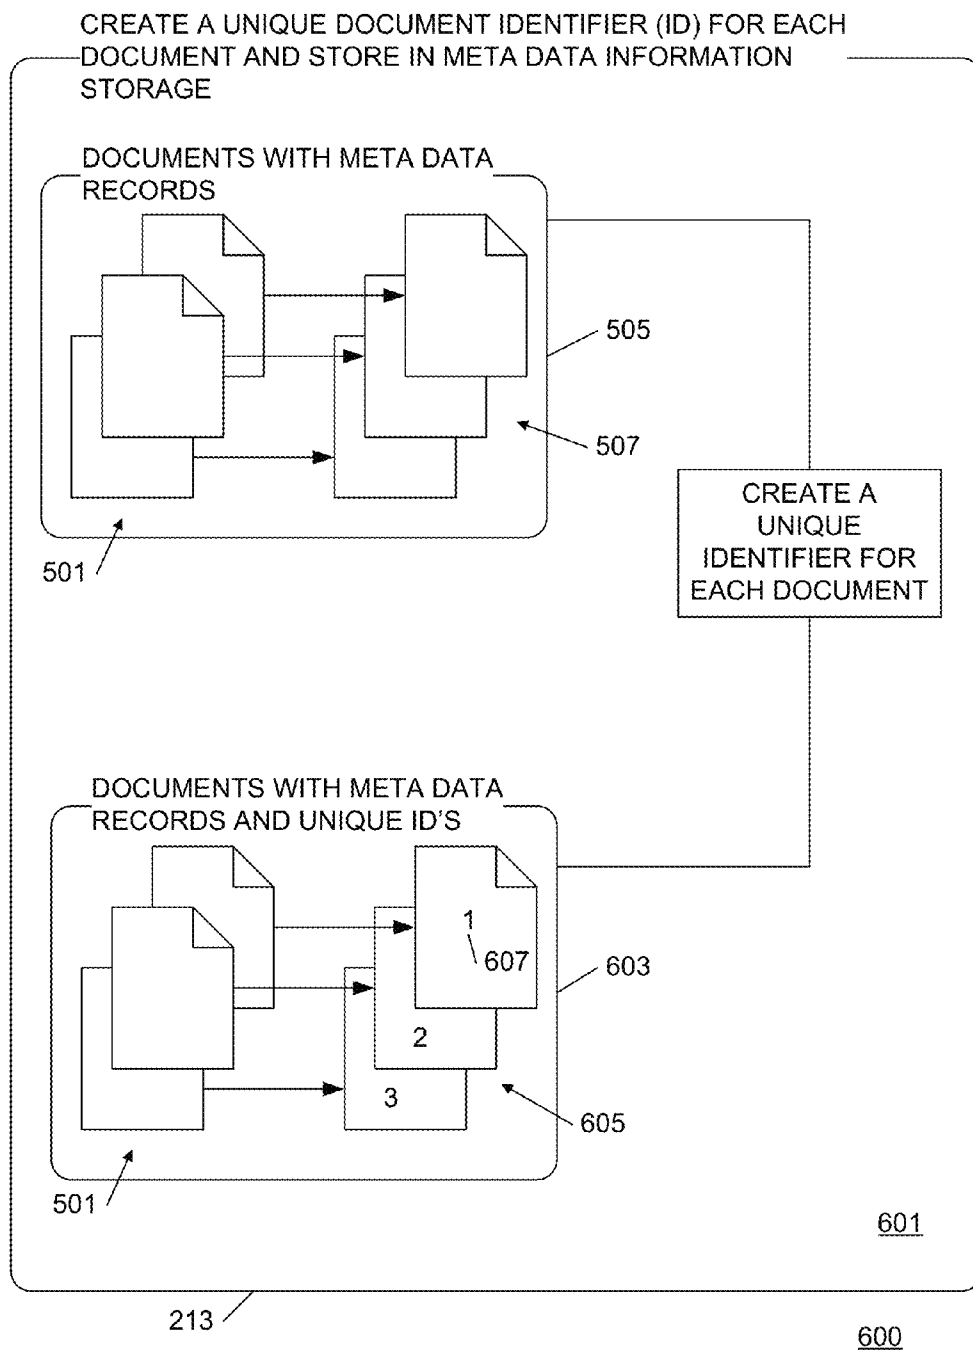 CREATE A UNIQUE DOCUMENT IDENTIFIER (ID) FOR EACH
DOCUMENT AND STORE IN META DATA INFORMATION
STORAGE
DOCUMENTS WITH META DATA
RECORDS
505
507
501
CREATE A
UNIQUE
IDENTIFIER FOR
EACH DOCUMENT
DOCUMENTS WITH META DATA
RECORDS AND UNIQUE ID'S
1
607
603
2
3
605
501
601
213
600